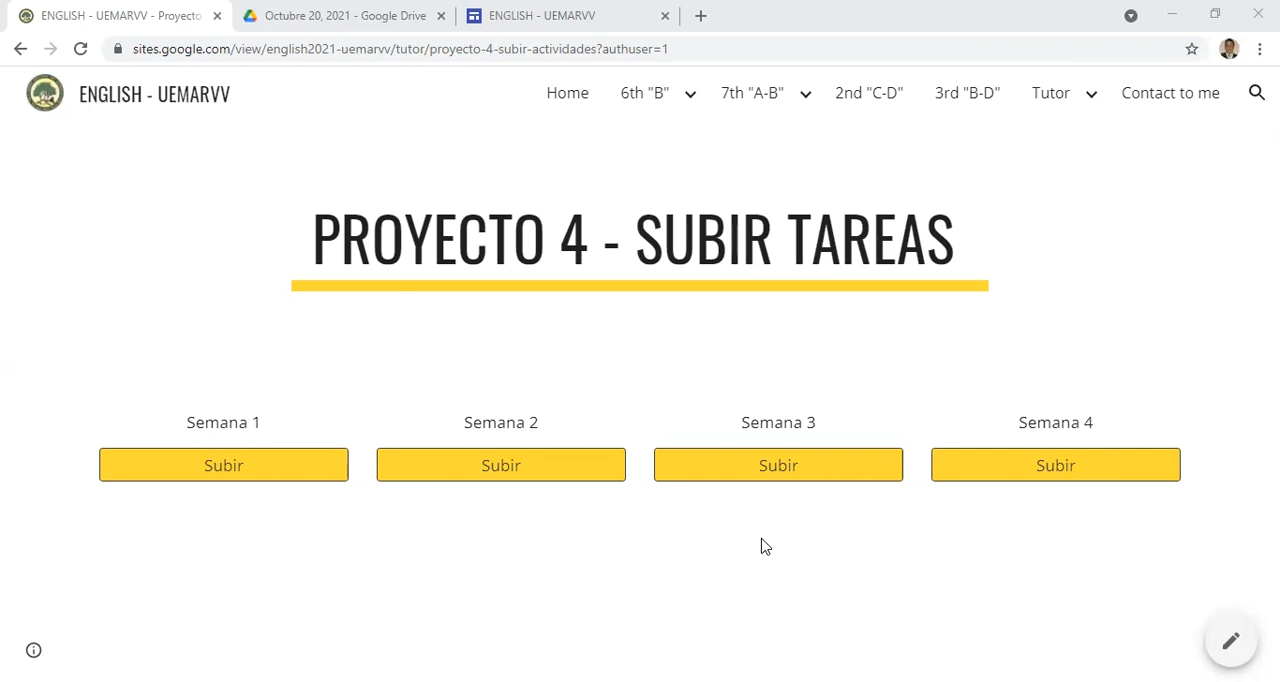 ENGLISH - UEMARVV - Proyecto
Octubre 20, 2021 - Google Drive
ENGLISH - UEMARVV
sites.google.com/view/english2021-uemarvv/tutor/proyecto-4-subir-actividades?authuser=1
ENGLISH - UEMARVV
Home
6th "B"
7th "A-B"
2nd "C-D"
3rd "B-D"
Tutor
Contact to me
PROYECTO 4 - SUBIR TAREAS
Semana 1
Semana 2
Semana 3
Semana 4
Subir
Subir
Subir
Subir